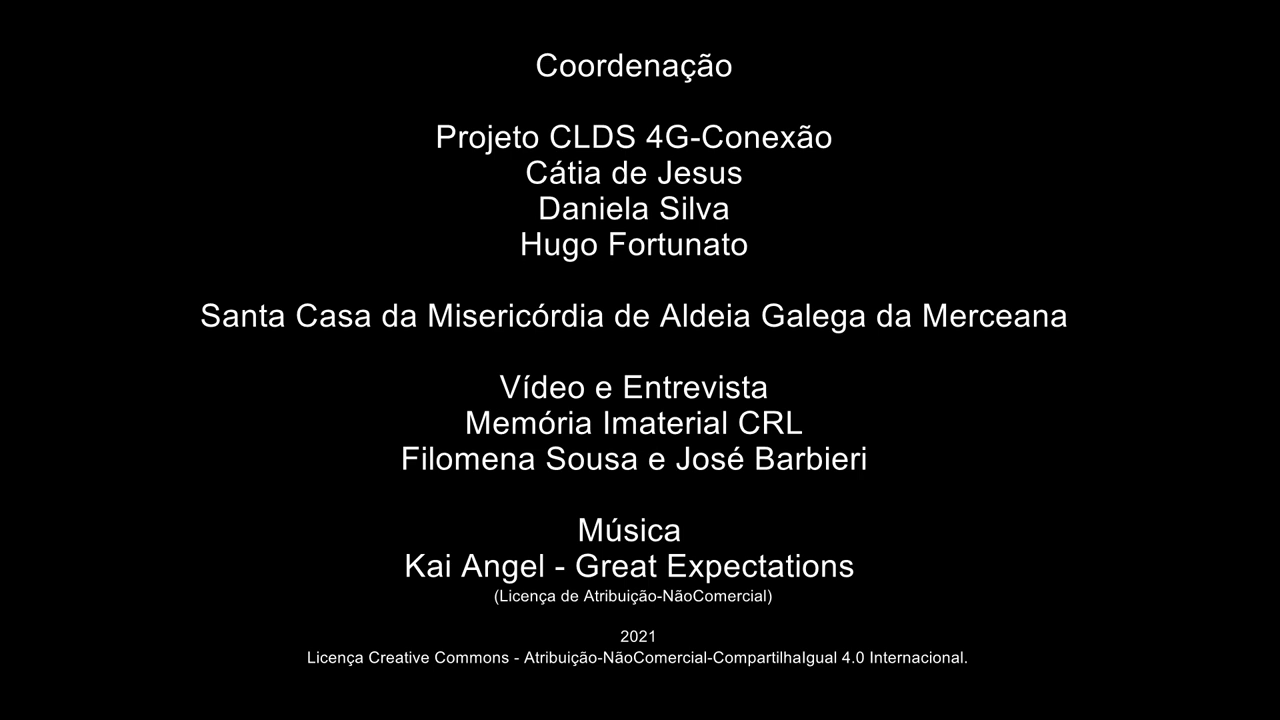 Coordenação
Projeto CLDS 4G-Conexão
Cátia de Jesus
Daniela Silva
Hugo Fortunato
Santa Casa da Misericórdia de Aldeia Galega da Merceana
Vídeo e Entrevista
Memória Imaterial CRL
Filomena Sousa e José Barbieri
Música
Kai Angel - Great Expectations
(Licença de Atribuição-NãoComercial)
2021
Licença Creative Commons - Atribuição-NãoComercial-CompartilhaIgual 4.0 Internacional.